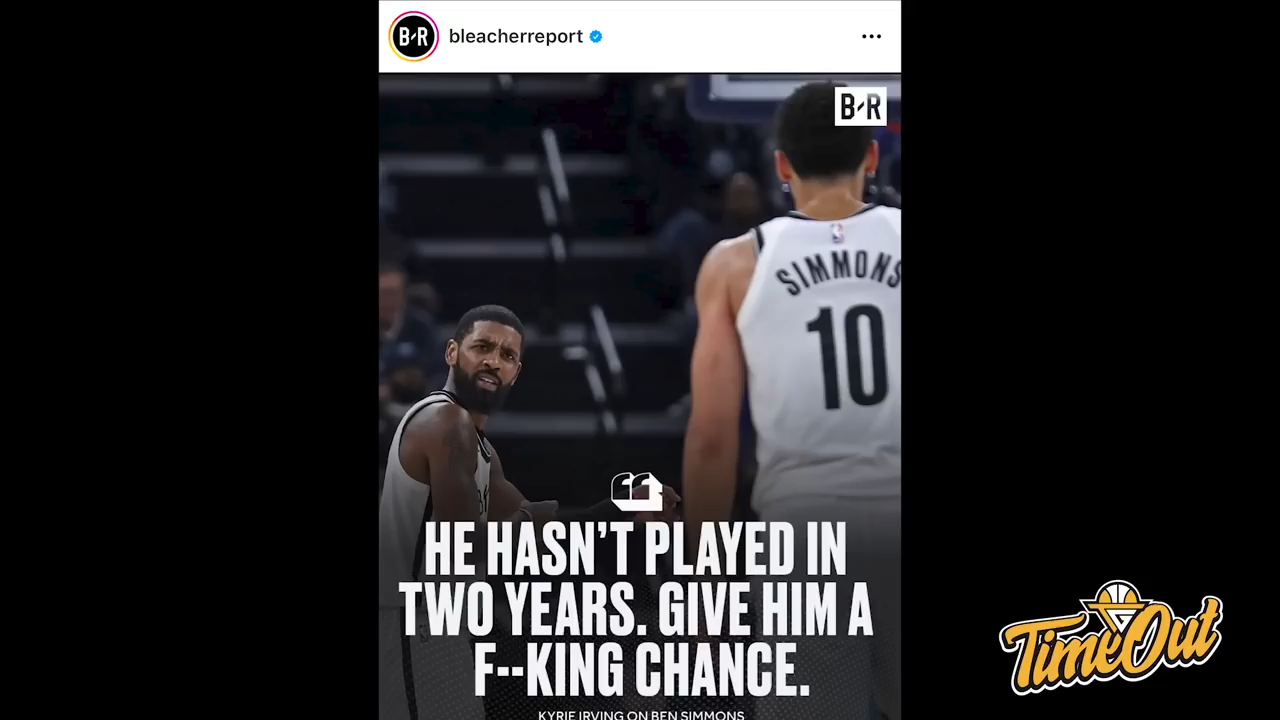 B/R bleacherreport
B/R
SIMMONS
10
HE HASN'T PLAYED IN
TWO YEARS. GIVE HIM A
F--KING CHANCE.
KYRIE IRVING ON BEN SIMMONS
TimeOut